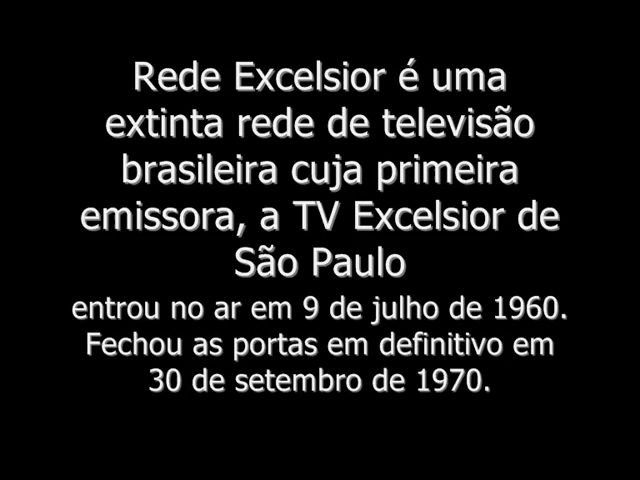 Rede Excelsior é uma
extinta rede de televisão
brasileira cuja primeira
emissora, a TV Excelsior de
São Paulo
entrou no ar em 9 de julho de 1960.
Fechou as portas em definitivo em
30 de setembro de 1970.